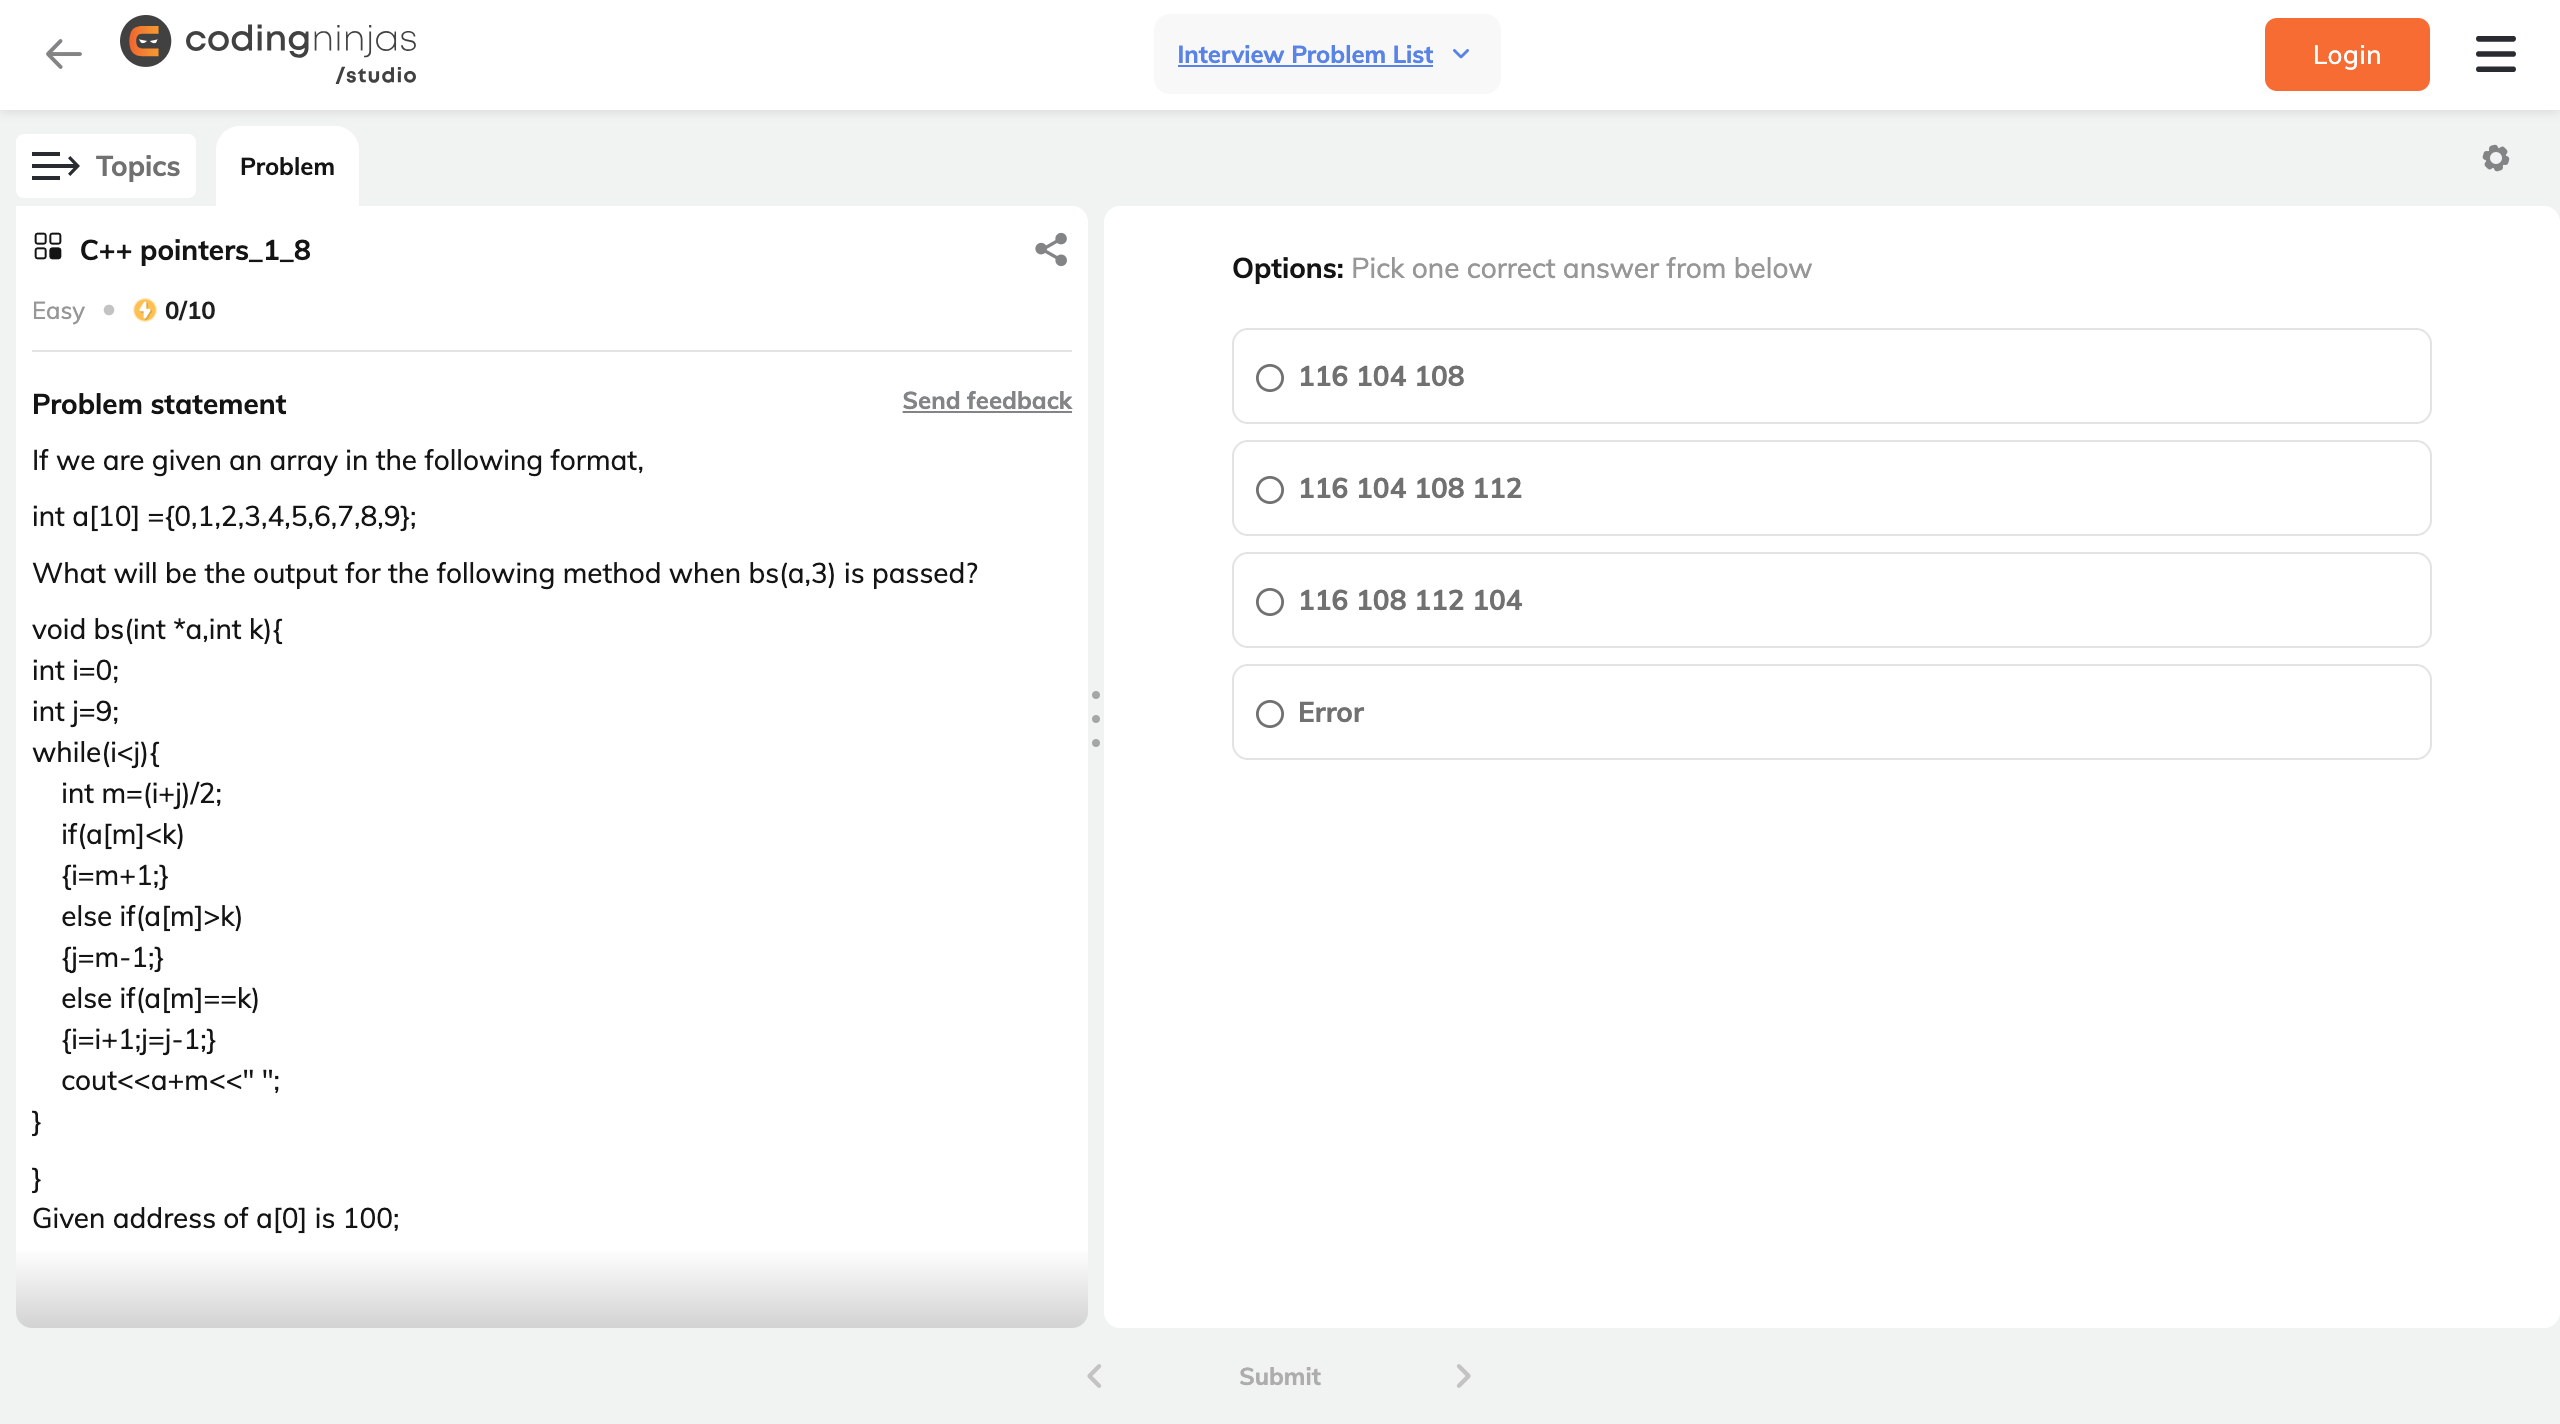 codingninjas
/studio
Interview Problem List
Login
Topics
Problem
C++ pointers_1_8
Easy • 0/10
Problem statement
Send feedback
If we are given an array in the following format,
int a[10] ={0,1,2,3,4,5,6,7,8,9};
What will be the output for the following method when bs(a,3) is passed?
void bs(int *a,int k){
int i=0;
int j=9;
while(i<j){
int m=(i+j)/2;
if(a[m]<k)
{i=m+1;}
else if(a[m]>k)
{j=m-1;}
else if(a[m]==k)
{i=i+1;j=j-1;}
cout<<a+m<<" ";
}
}
Given address of a[0] is 100;
Options: Pick one correct answer from below
116 104 108
116 104 108 112
116 108 112 104
Error
Submit